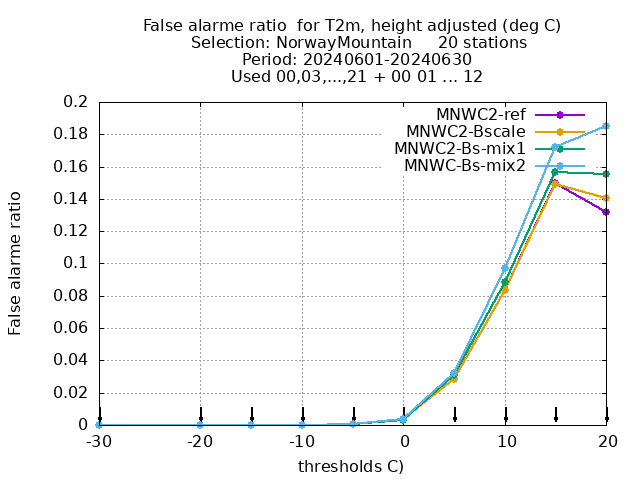 False alarme ratio  for T2m, height adjusted (deg C)
Selection: NorwayMountain     20 stations
Period: 20240601-20240630
Used 00,03,...,21 + 00 01 ... 12
MNWC2-ref
MNWC2-Bscale
MNWC2-Bs-mix1
MNWC-Bs-mix2
False alarme ratio
0.2
0.18
0.16
0.14
0.12
0.1
0.08
0.06
0.04
0.02
0
-30 -20 -10 0 10 20
thresholds C)